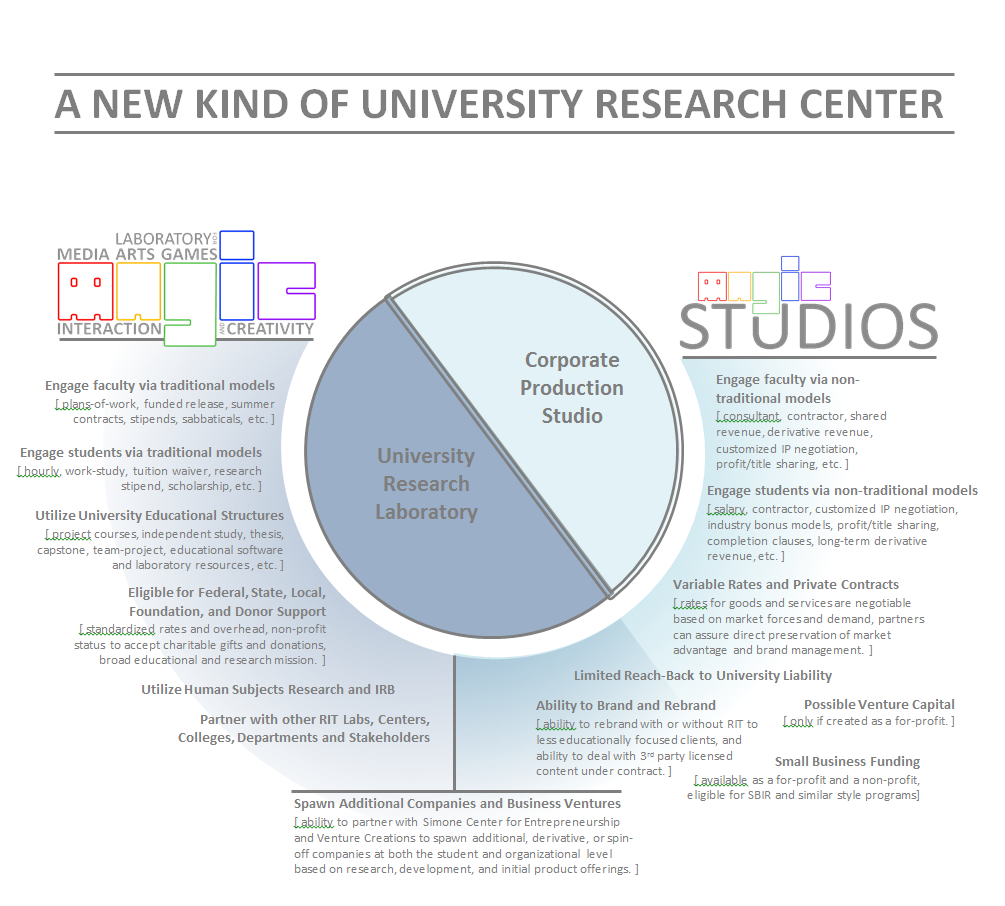 A NEW KIND OF UNIVERSITY RESEARCH CENTER
LABORATORY FOR
MEDIA ARTS GAMES
MAGIC
INTERACTION AND CREATIVITY
MAGIC
STUDIOS
Corporate
Production
Studio
University
Research
Laboratory
Engage faculty via traditional models
[ plans-of-work, funded release, summer
contracts, stipends, sabbaticals, etc. ]
Engage students via traditional models
[ hourly, work-study, tuition waiver, research
stipend, scholarship, etc. ]
Utilize University Educational Structures
[ project courses, independent study, thesis,
capstone, team-project, educational software
and laboratory resources, etc. ]
Eligible for Federal, State, Local,
Foundation, and Donor Support
[ standardized rates and overhead, non-profit
status to accept charitable gifts and donations,
broad educational and research mission. ]
Utilize Human Subjects Research and IRB
Partner with other RIT Labs, Centers,
Colleges, Departments and Stakeholders
Engage faculty via non-
traditional models
[ consultant, contractor, shared
revenue, derivative revenue,
customized IP negotiation,
profit/title sharing, etc. ]
Engage students via non-traditional models
[ salary, contractor, customized IP negotiation,
industry bonus models, profit/title sharing,
completion clauses, long-term derivative
revenue, etc. ]
Variable Rates and Private Contracts
[ rates for goods and services are negotiable
based on market forces and demand, partners
can assure direct preservation of market
advantage and brand management. ]
Limited Reach-Back to University Liability
Ability to Brand and Rebrand
[ ability to rebrand with or without RIT to
less educationally focused clients, and
ability to deal with 3rd party licensed
content under contract. ]
Possible Venture Capital
[ only if created as a for-profit. ]
Small Business Funding
[ available as a for-profit and a non-profit,
eligible for SBIR and similar style programs]
Spawn Additional Companies and Business Ventures
[ ability to partner with Simone Center for Entrepreneurship
and Venture Creations to spawn additional, derivative, or spin-
off companies at both the student and organizational level
based on research, development, and initial product offerings. ]